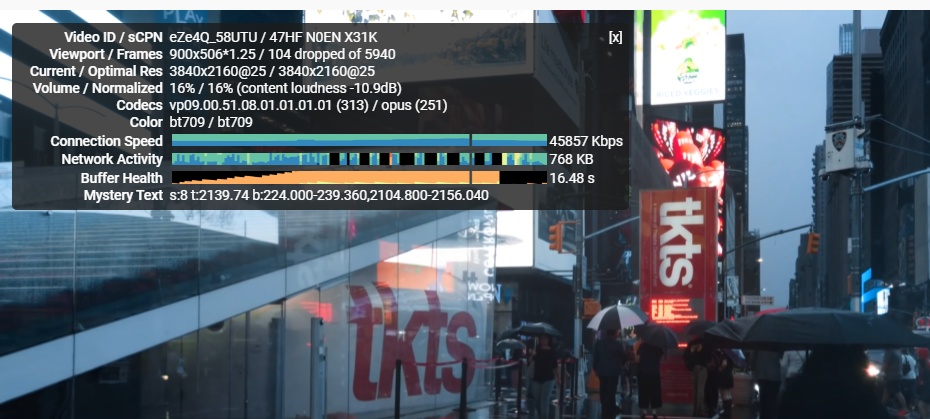 PLAY
Video ID / sCPN eZe4Q_58UTU / 47HF N0EN X31K [x]
Viewport / Frames 900x506*1.25 / 104 dropped of 5940
Current / Optimal Res 3840x2160@25 / 3840x2160@25
Volume / Normalized 16% / 16% (content loudness -10.9dB)
Codecs vp09.00.51.08.01.01.01.01 (313) / opus (251)
Color bt709 / bt709
Connection Speed 45857 Kbps
Network Activity 768 KB
Buffer Health 16.48 s
Mystery Text s:8 t:2139.74 b:224.000-239.360,2104.800-2156.040
RICED VEGGIES
tkts
tkts